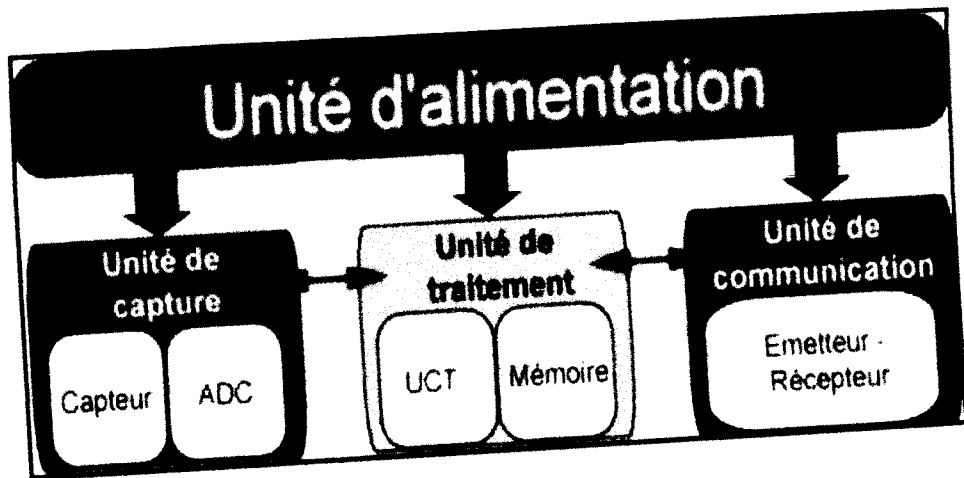 Unité d'alimentation
Unité de
capture
Capteur
ADC
Unité de
traitement
UCT
Mémoire
Unité de
communication
Emetteur -
Récepteur